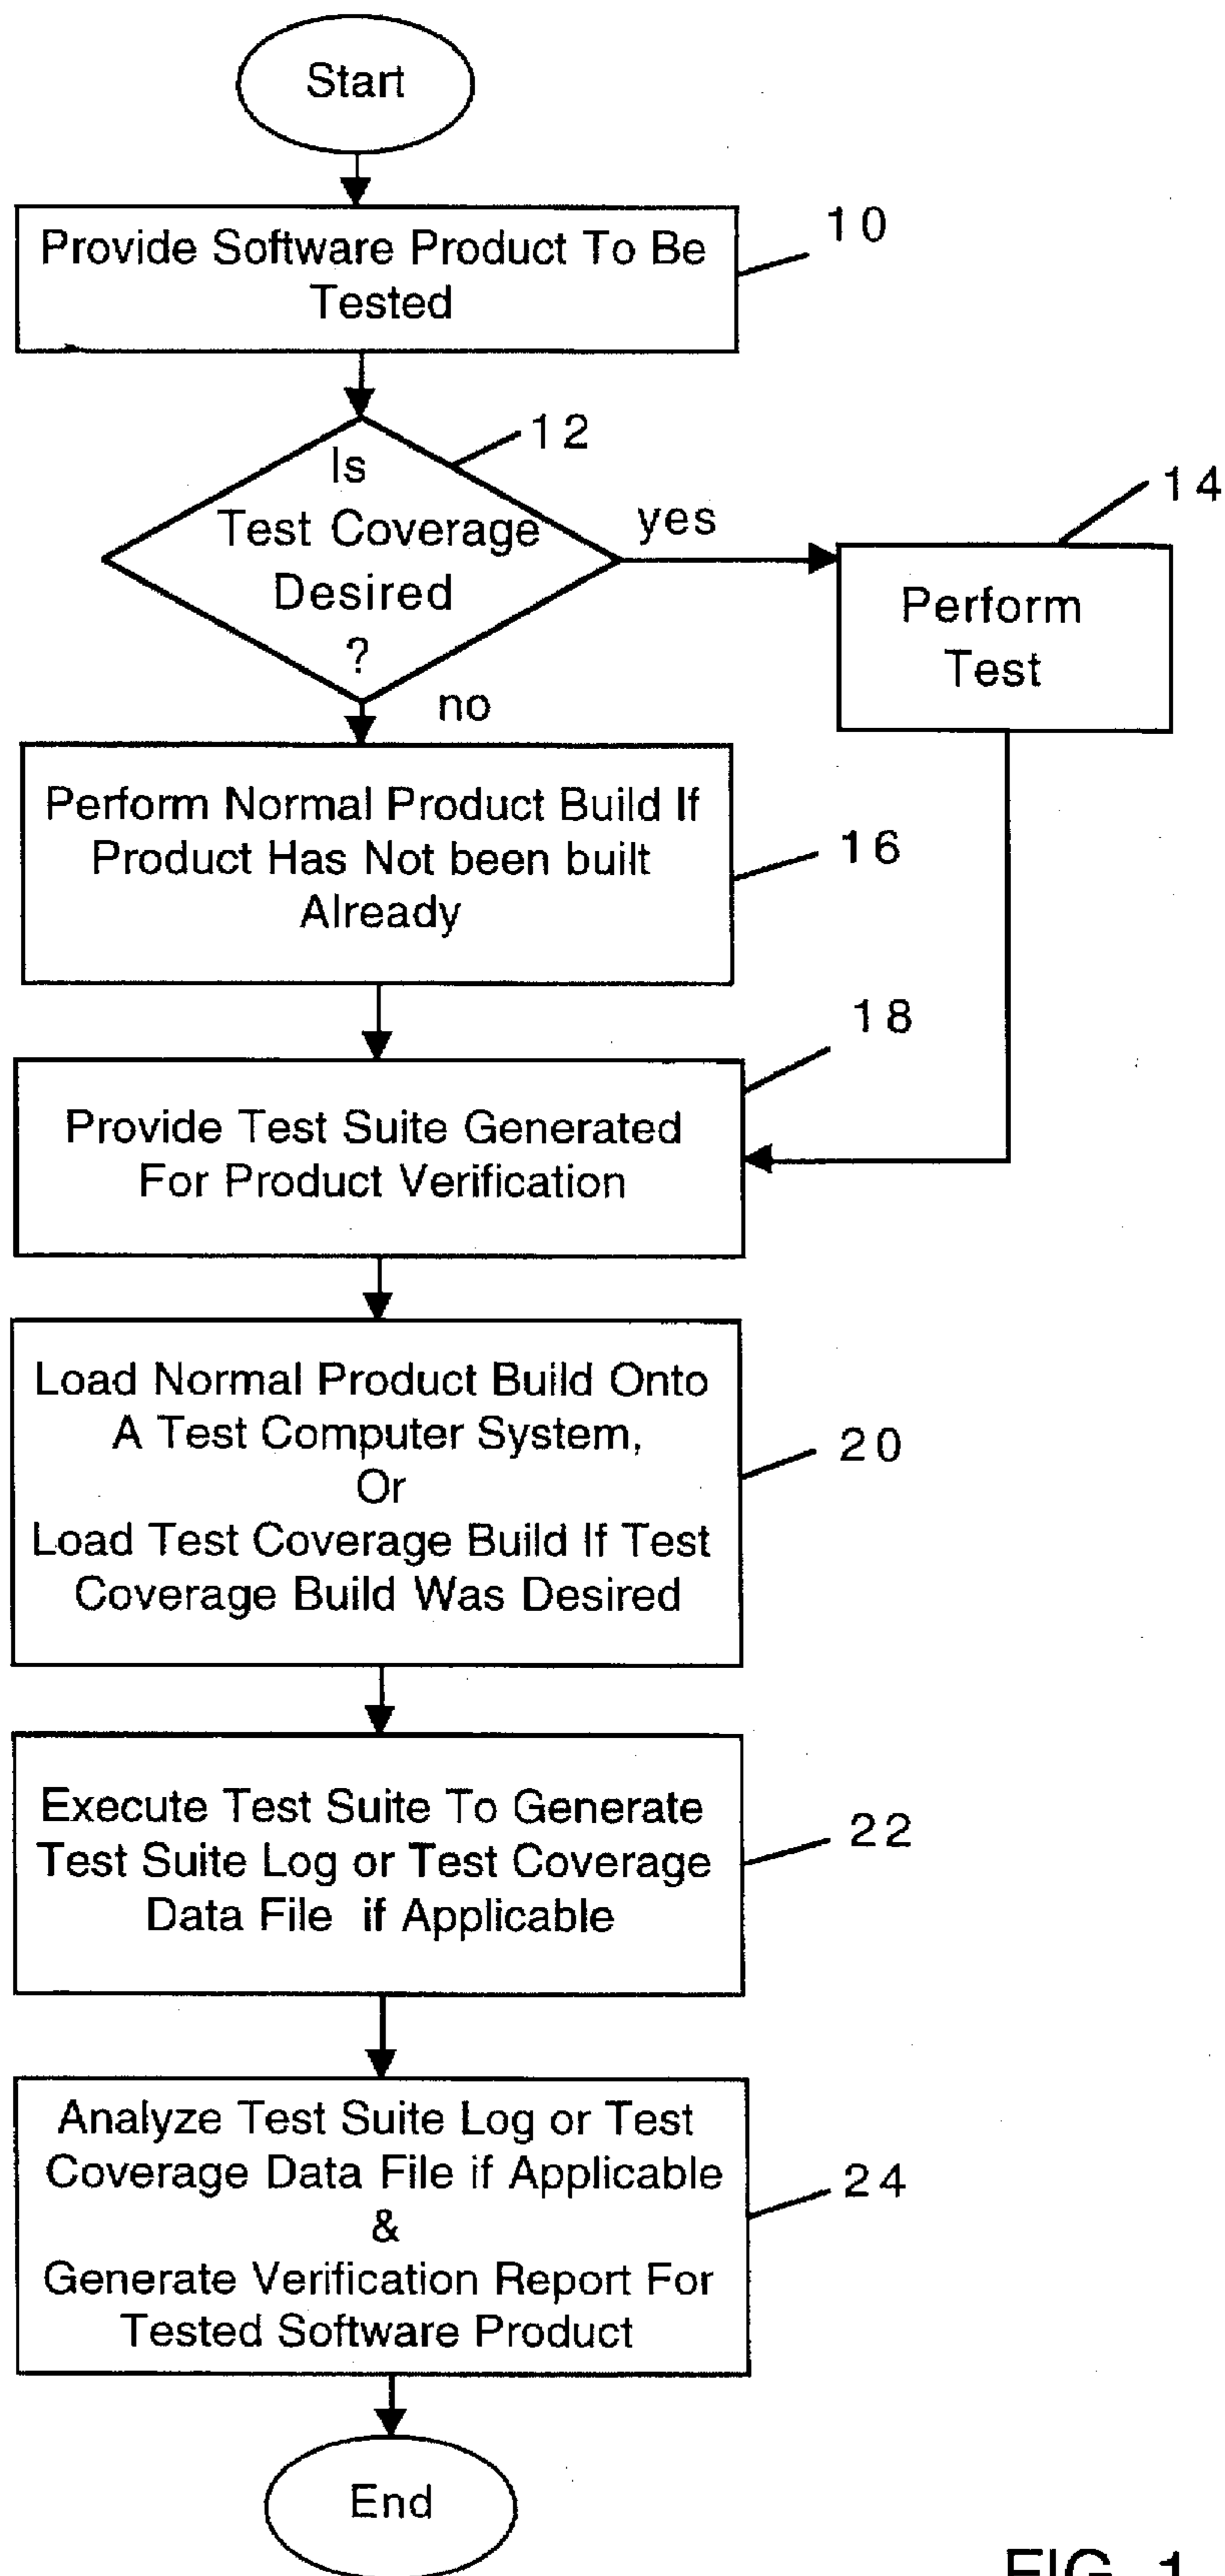 Start
10
Provide Software Product To Be
Tested
12
Is
Test Coverage
Desired
?
yes
14
Perform
Test
no
Perform Normal Product Build If
Product Has Not been built
Already
16
18
Provide Test Suite Generated
For Product Verification
Load Normal Product Build Onto
A Test Computer System,
Or
Load Test Coverage Build If Test
Coverage Build Was Desired
20
Execute Test Suite To Generate
Test Suite Log or Test Coverage
Data File if Applicable
22
Analyze Test Suite Log or Test
Coverage Data File if Applicable
&
Generate Verification Report For
Tested Software Product
24
End
FIG. 1